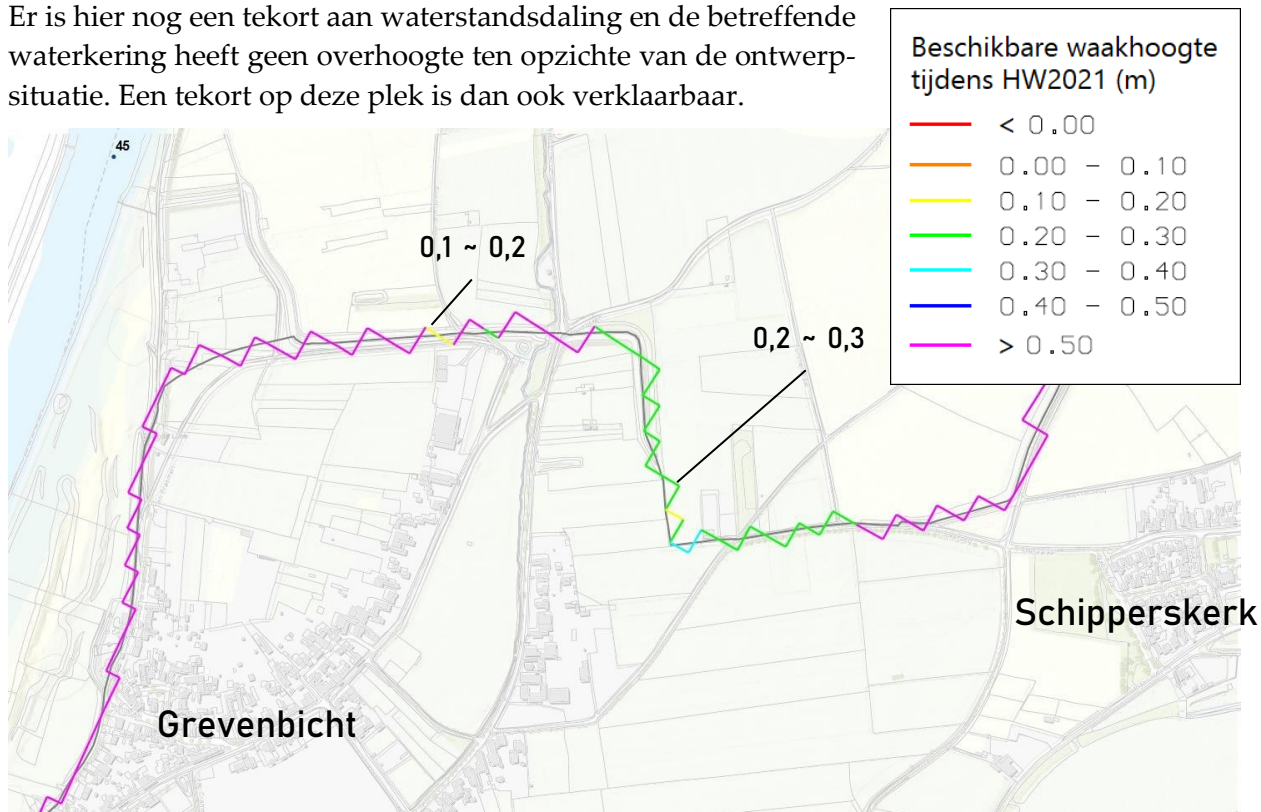 Er is hier nog een tekort aan waterstandsdaling en de betreffende
waterkering heeft geen overhoogte ten opzichte van de ontwerp-
situatie. Een tekort op deze plek is dan ook verklaarbaar.
Beschikbare waakhoogte
tijdens HW2021 (m)
< 0.00
0.00 - 0.10
0.10 - 0.20
0.20 - 0.30
0.30 - 0.40
0.40 - 0.50
> 0.50
45
0,1 ~ 0,2
0,2 ~ 0,3
Schipperskerk
Grevenbicht